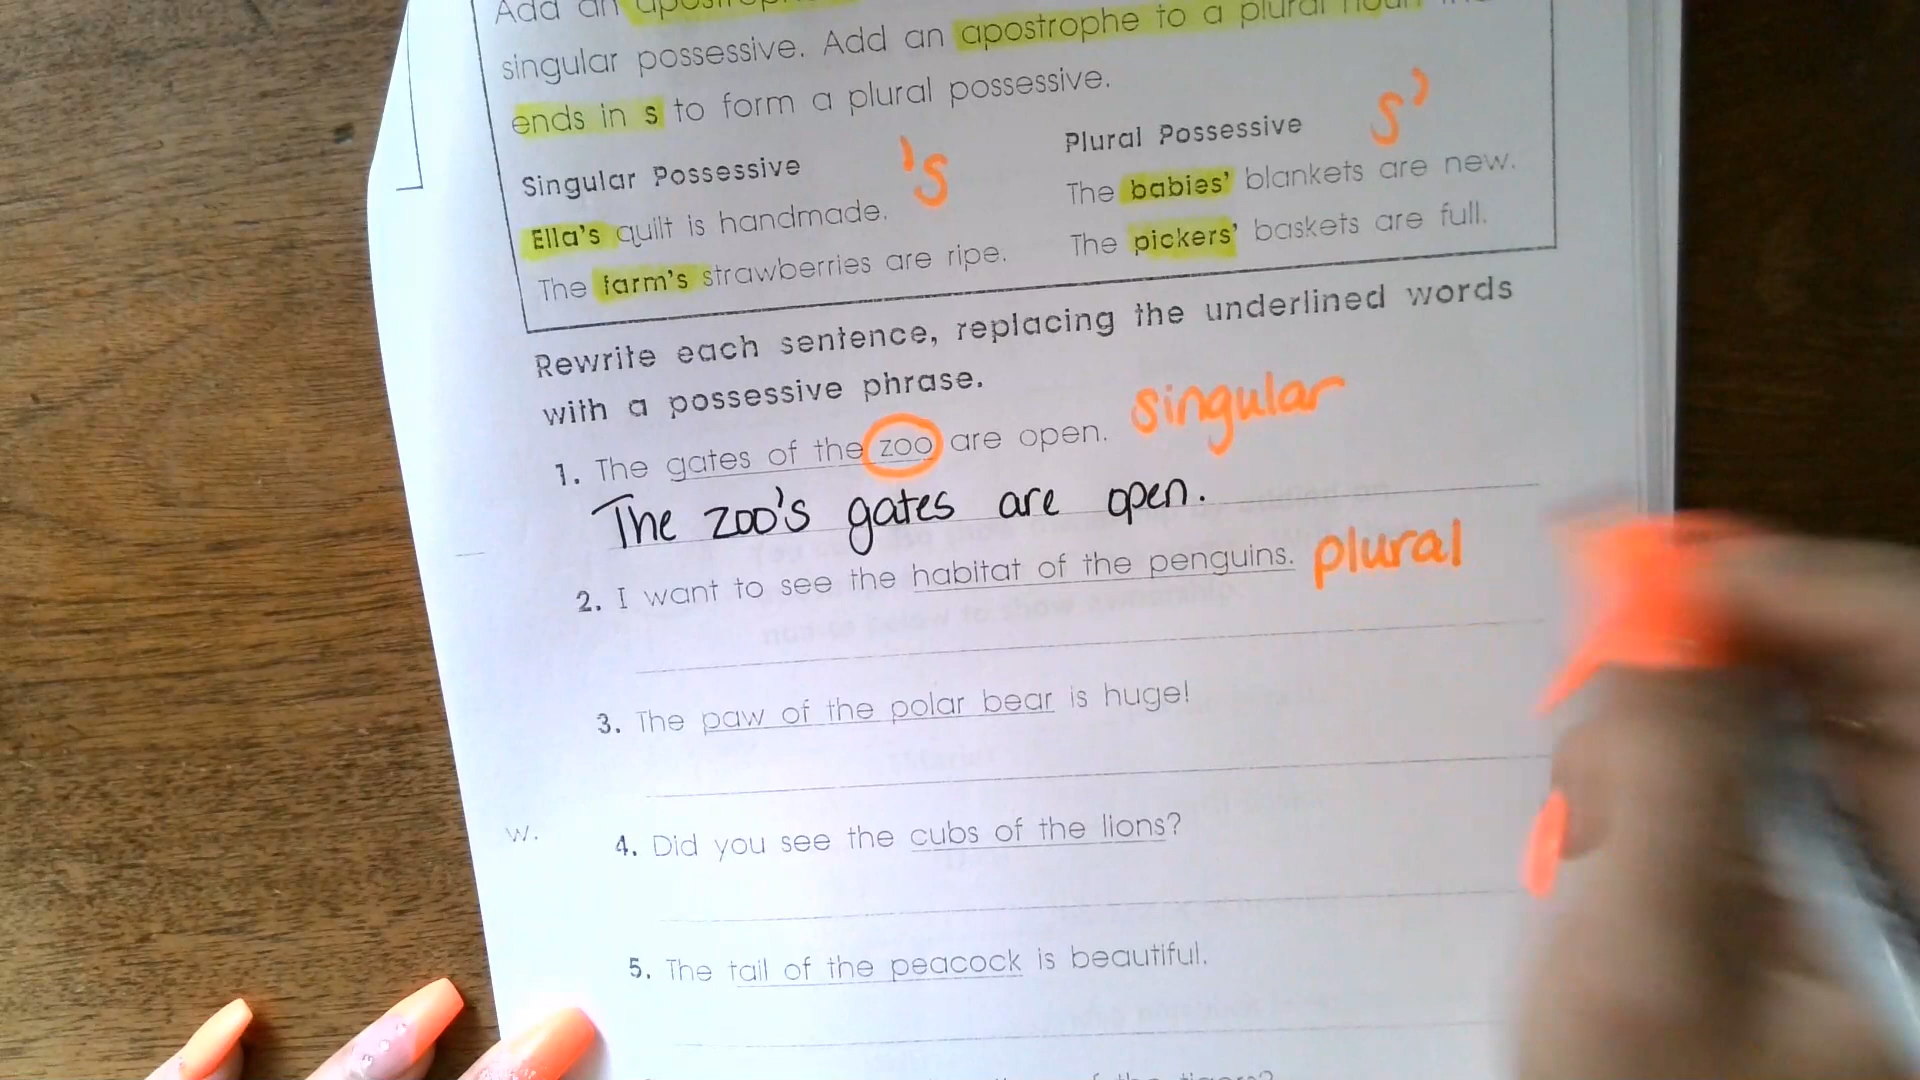 Add an apostrophe
singular possessive. Add an apostrophe to a plural noun
ends in s to form a plural possessive.
Singular Possessive 's
Ella's quilt is handmade.
The farm's strawberries are ripe.
Plural Possessive s'
The babies' blankets are new.
The pickers' baskets are full.
Rewrite each sentence, replacing the underlined words
with a possessive phrase.
1. The gates of the zoo are open. singular
The zoo's gates are open.
2. I want to see the habitat of the penguins. plural
3. The paw of the polar bear is huge!
w.
4. Did you see the cubs of the lions?
5. The tail of the peacock is beautiful.